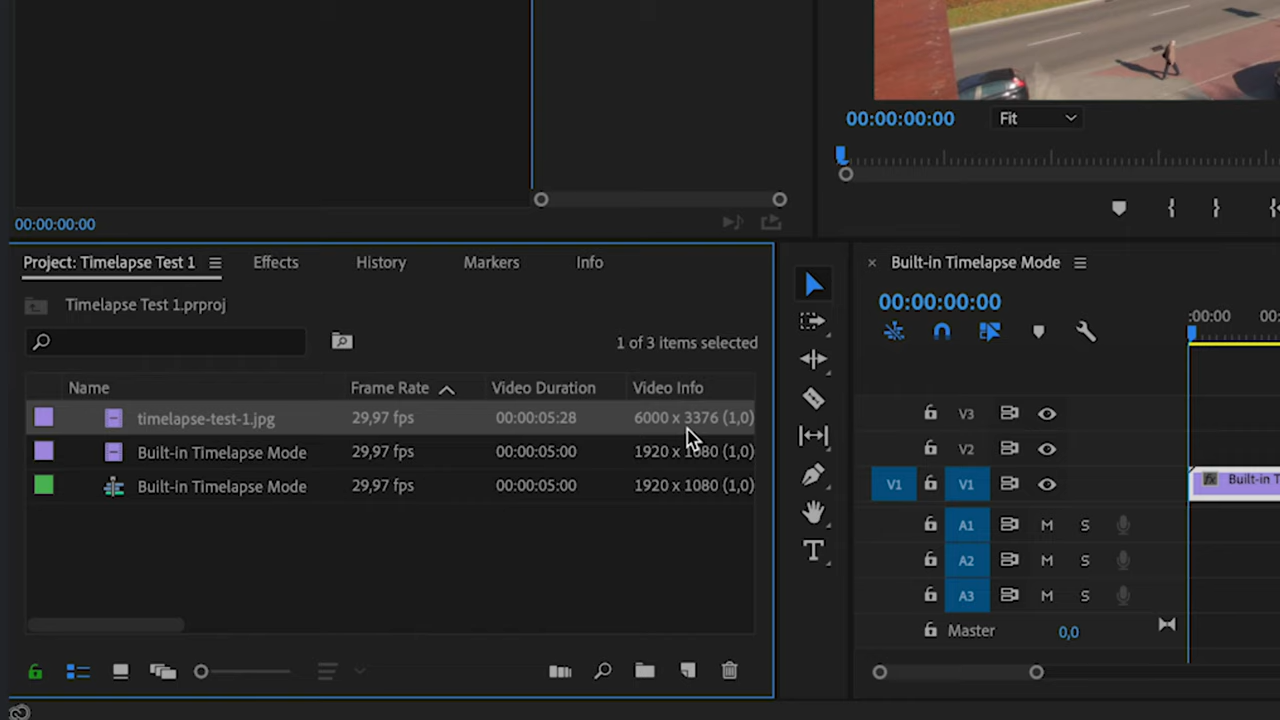 00:00:00:00
Fit
00:00:00:00
Project: Timelapse Test 1
Effects
History
Markers
Info
Timelapse Test 1.prproj
1 of 3 items selected
Name
Frame Rate
Video Duration
Video Info
timelapse-test-1.jpg
29,97 fps
00:00:05:28
6000 x 3376 (1,0)
Built-in Timelapse Mode
29,97 fps
00:00:05:00
1920 x 1080 (1,0)
Built-in Timelapse Mode
29,97 fps
00:00:05:00
1920 x 1080 (1,0)
× Built-in Timelapse Mode
00:00:00:00
:00:00
00:
V3
V2
V1
V1
Built-in T
A1
M
S
A2
M
S
A3
M
S
Master
0,0
T